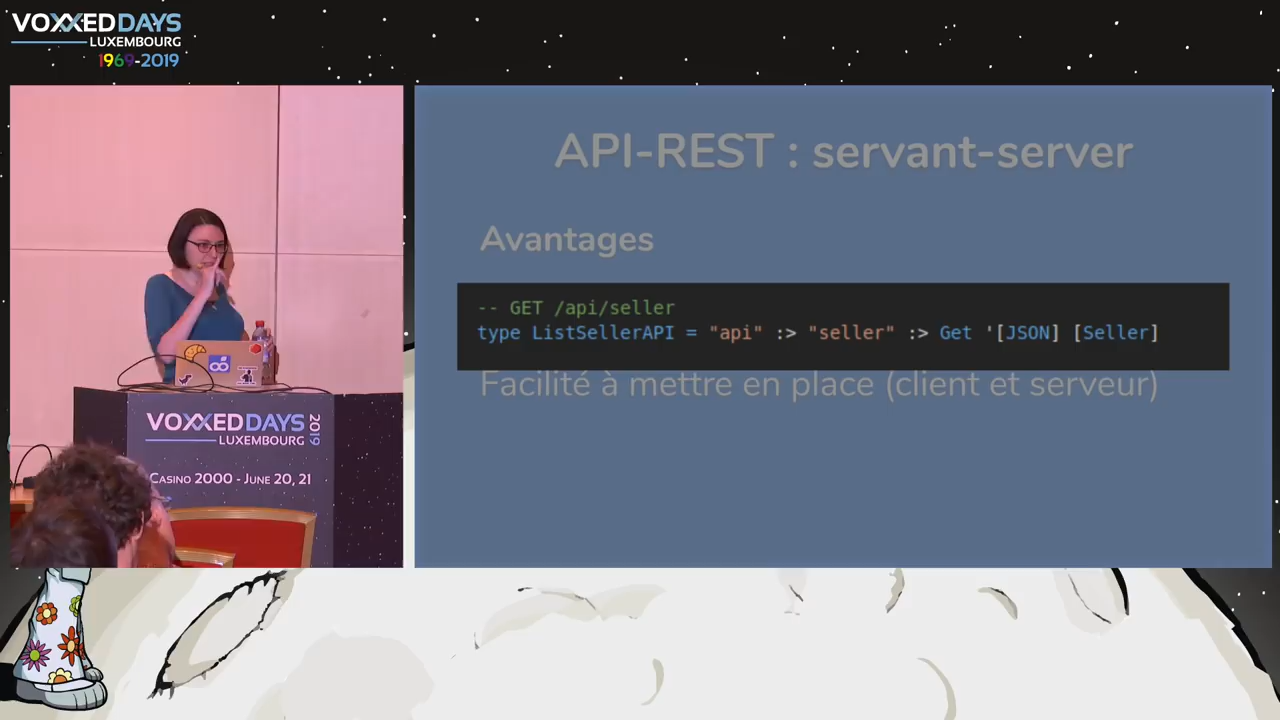 VOXXED DAYS
LUXEMBOURG
1969-2019
API-REST : servant-server
Avantages
-- GET /api/seller
type ListSellerAPI = "api" :> "seller" :> Get '[JSON] [Seller]
Facilité à mettre en place (client et serveur)
VOXXED DAYS
LUXEMBOURG
2019
CASINO 2000 - JUNE 20, 21